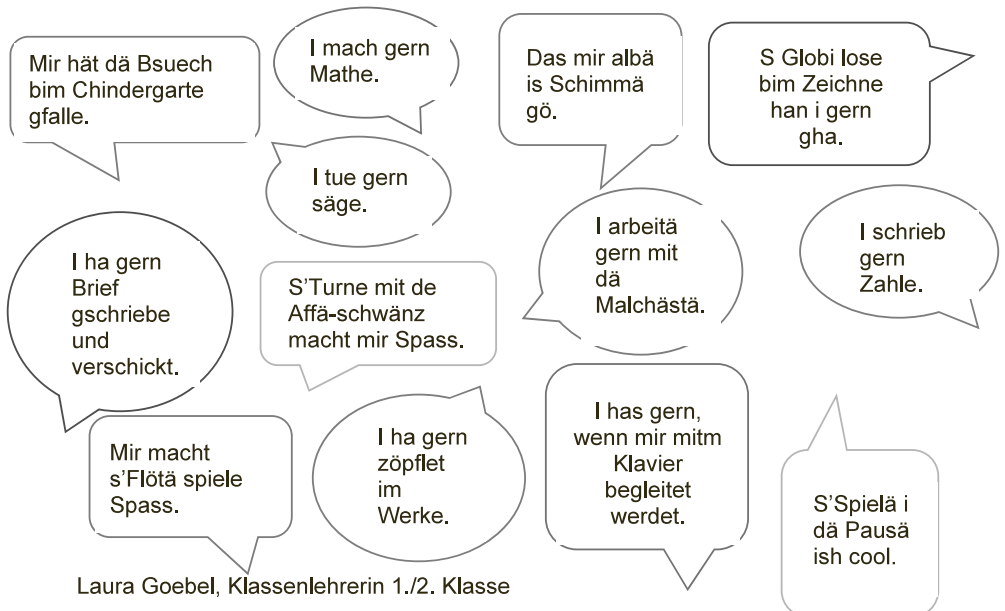 Mir hät dä Bsuech
bim Chindergarte
gfalle.
I mach gern
Mathe.
Das mir albä
is Schimmä
gö.
S Globi lose
bim Zeichne
han i gern
gha.
I tue gern
säge.
I ha gern
Brief
gschriebe
und
verschickt.
S'Turne mit de
Affä-schwänz
macht mir Spass.
I arbeitä
gern mit
dä
Malchästä.
I schrieb
gern
Zahle.
Mir macht
s'Flötä spiele
Spass.
I ha gern
zöpflet
im
Werke.
I has gern,
wenn mir mitm
Klavier
begleitet
werdet.
S'Spielä i
dä Pausä
ish cool.
Laura Goebel, Klassenlehrerin 1./2. Klasse